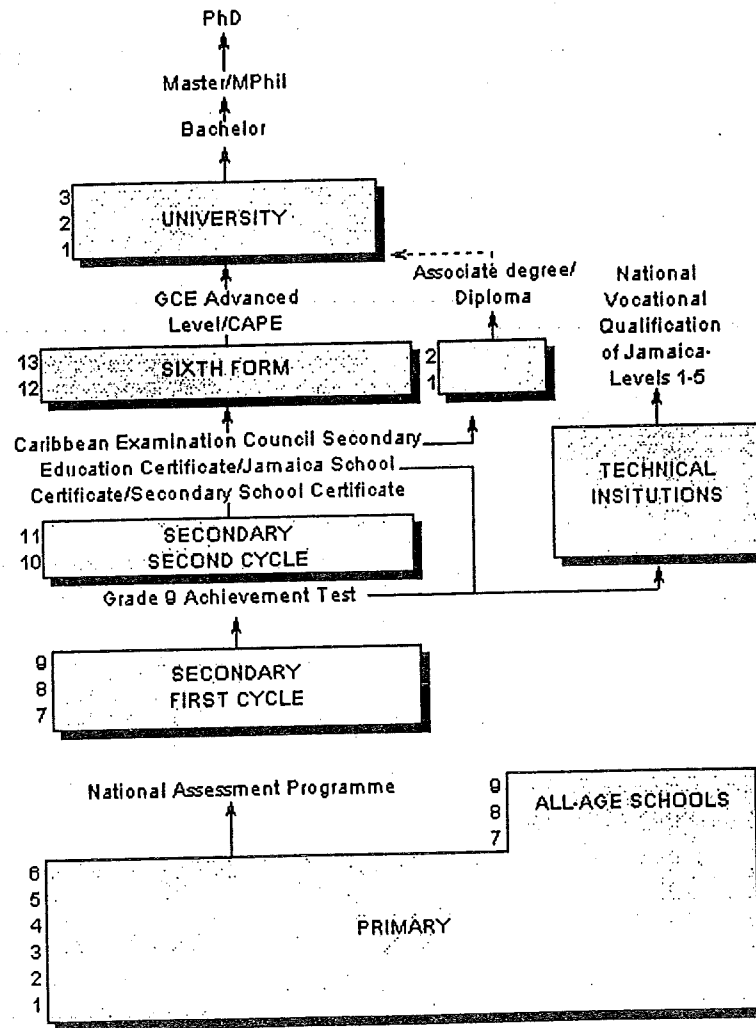 PhD
Master/MPhil
Bachelor
3
2
1
UNIVERSITY
GCE Advanced
Level/CAPE
Associate degree/
Diploma
National
Vocational
Qualification
of Jamaica-
Levels 1-5
13
12
SIXTH FORM
2
1
Caribbean Examination Council Secondary
Education Certificate/Jamaica School
Certificate/Secondary School Certificate
TECHNICAL
INSITUTIONS
11
10
SECONDARY
SECOND CYCLE
Grade 9 Achievement Test
9
8
7
SECONDARY
FIRST CYCLE
National Assessment Programme
9
8
7
ALL-AGE SCHOOLS
6
5
4
3
2
1
PRIMARY